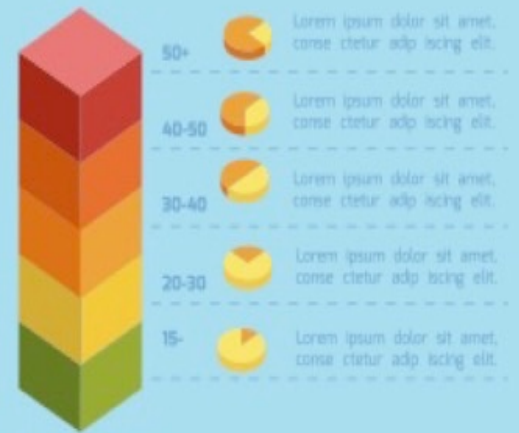 Lorem ipsum dolor sit amet,
conse ctetur adip iscing elit.
50+
Lorem ipsum dolor sit amet,
conse ctetur adip iscing elit.
40-50
Lorem ipsum dolor sit amet,
conse ctetur adip iscing elit.
30-40
Lorem ipsum dolor sit amet,
conse ctetur adip iscing elit.
20-30
15-
Lorem ipsum dolor sit amet,
conse ctetur adip iscing elit.